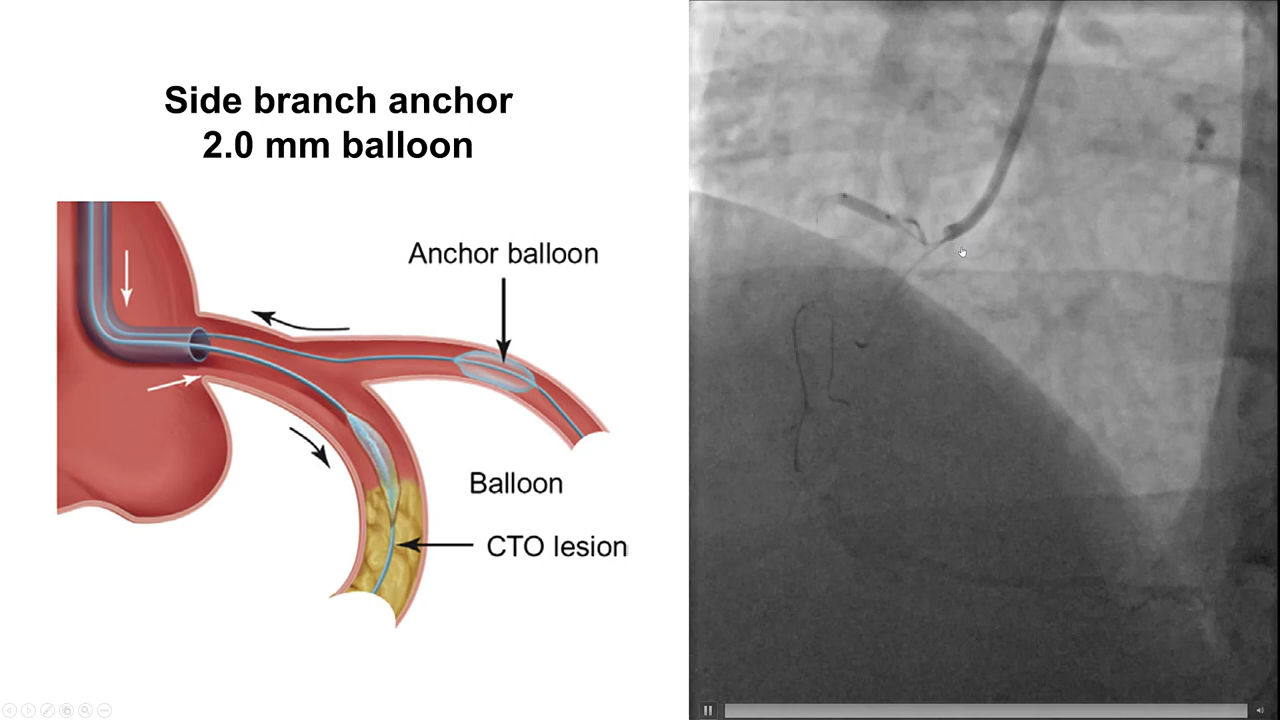 Side branch anchor
2.0 mm balloon
Anchor balloon
Balloon
CTO lesion